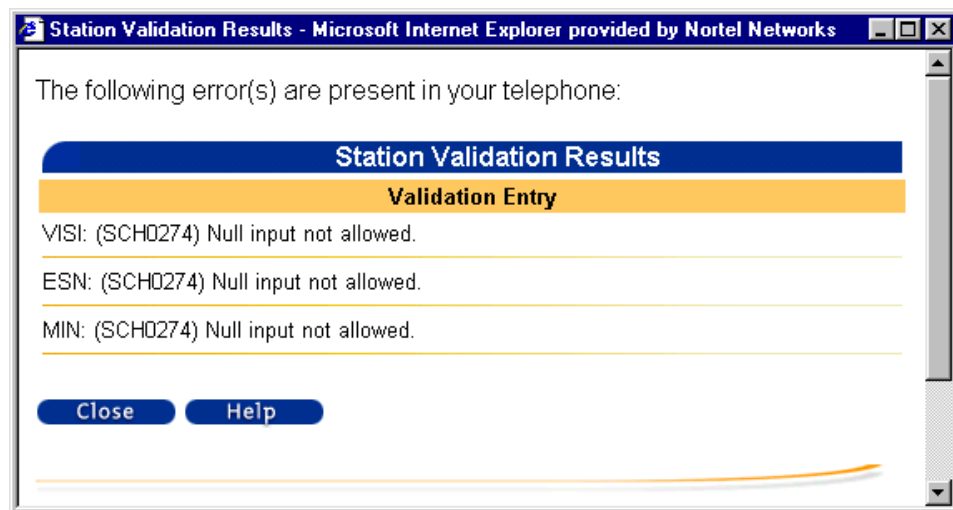 Station Validation Results - Microsoft Internet Explorer provided by Nortel Networks
The following error(s) are present in your telephone:
Station Validation Results
Validation Entry
VISI: (SCH0274) Null input not allowed.
ESN: (SCH0274) Null input not allowed.
MIN: (SCH0274) Null input not allowed.
Close Help